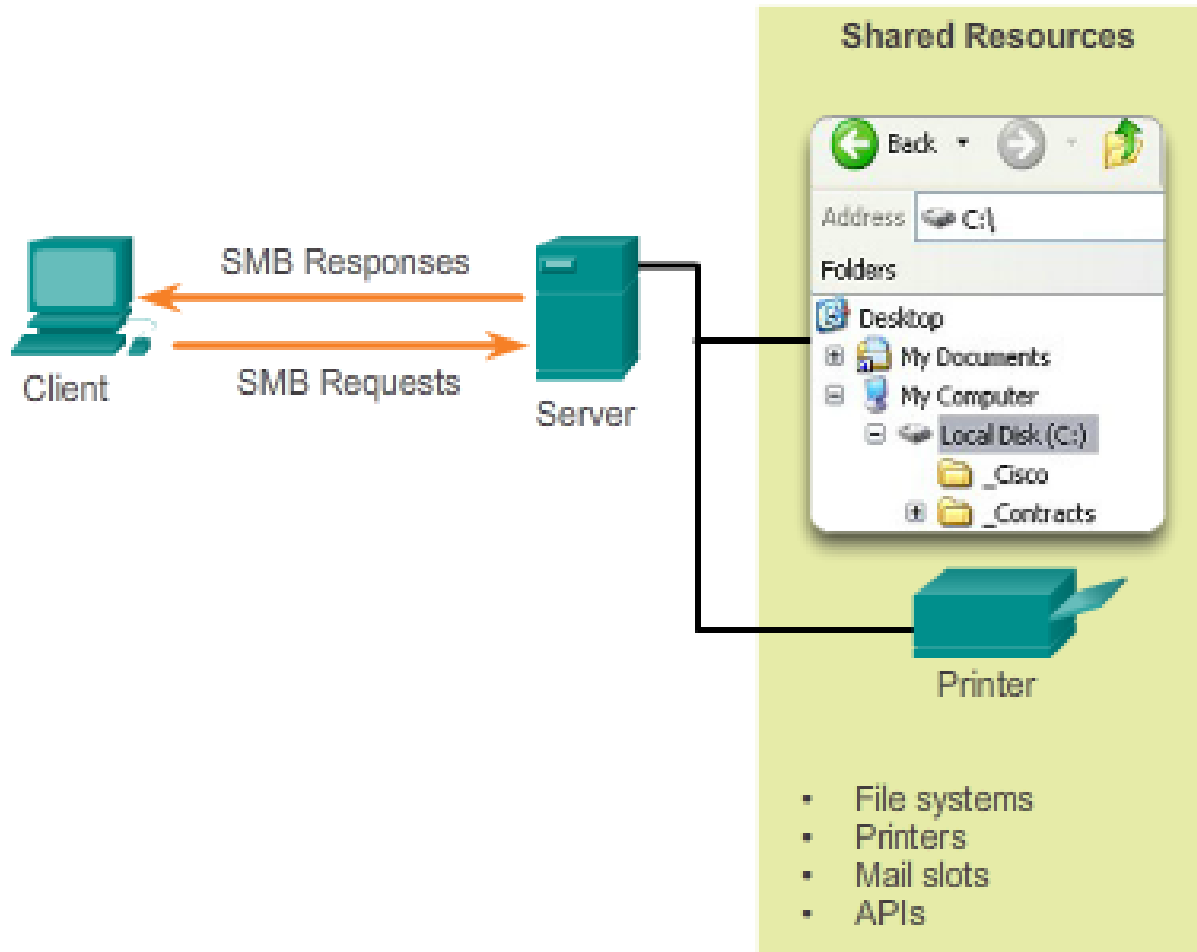 Shared Resources
Back
Address C:\
Folders
Desktop
My Documents
My Computer
Local Disk (C:)
_Cisco
_Contracts
SMB Responses
SMB Requests
Client
Server
Printer
• File systems
• Printers
• Mail slots
• APIs